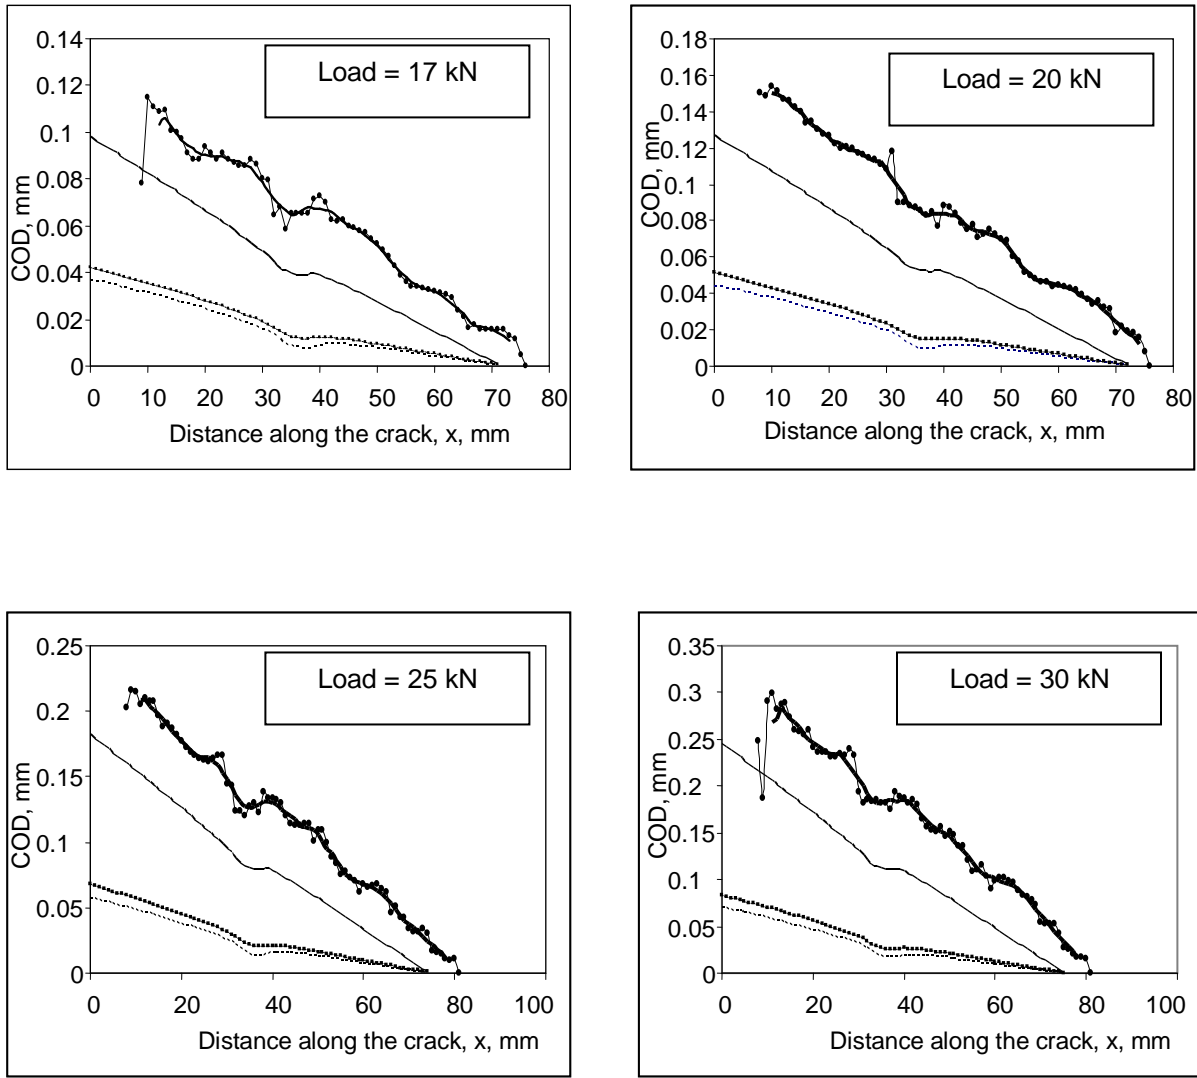 Load = 17 kN
0.14
0.12
0.1
0.08
0.06
0.04
0.02
0
COD, mm
0 10 20 30 40 50 60 70 80
Distance along the crack, x, mm
Load = 20 kN
0.18
0.16
0.14
0.12
0.1
0.08
0.06
0.04
0.02
0
COD, mm
0 10 20 30 40 50 60 70 80
Distance along the crack, x, mm
Load = 25 kN
0.25
0.2
0.15
0.1
0.05
0
COD, mm
0 20 40 60 80 100
Distance along the crack, x, mm
Load = 30 kN
0.35
0.3
0.25
0.2
0.15
0.1
0.05
0
COD, mm
0 20 40 60 80 100
Distance along the crack, x, mm